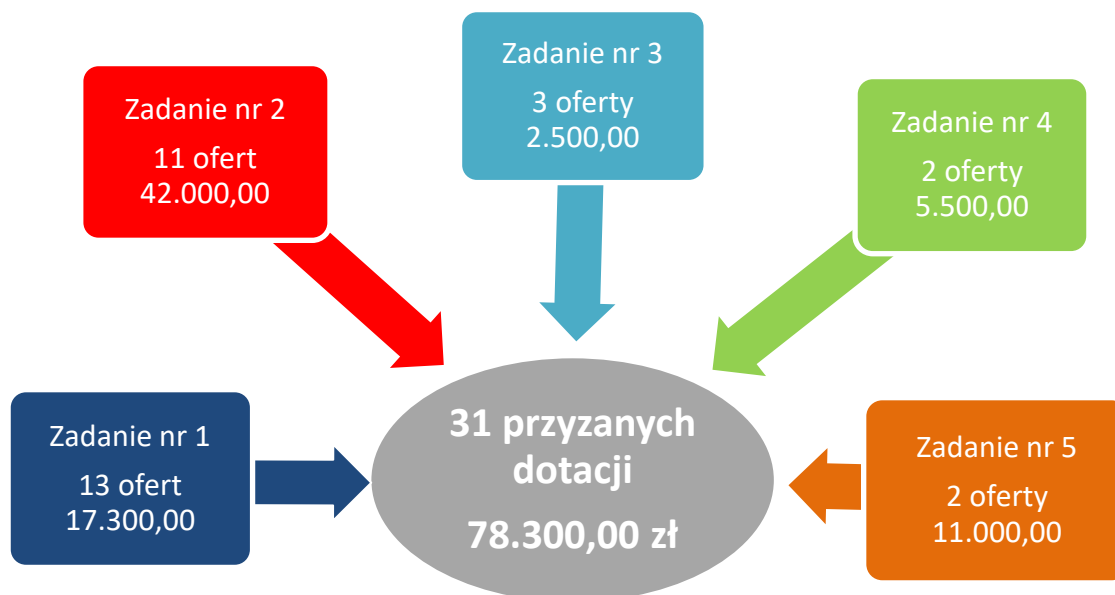 Zadanie nr 1
13 ofert
17.300,00
Zadanie nr 2
11 ofert
42.000,00
Zadanie nr 3
3 oferty
2.500,00
Zadanie nr 4
2 oferty
5.500,00
Zadanie nr 5
2 oferty
11.000,00
31 przyzanych
dotacji
78.300,00 zł